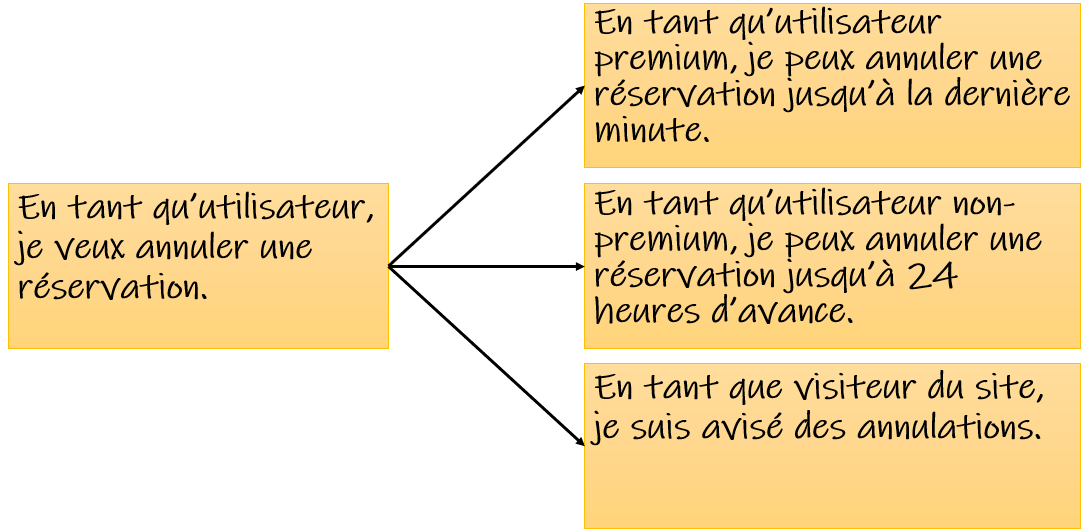 En tant qu'utilisateur,
je veux annuler une
réservation.
En tant qu'utilisateur
premium, je peux annuler une
réservation jusqu'à la dernière
minute.
En tant qu'utilisateur non-
premium, je peux annuler une
réservation jusqu'à 24
heures d'avance.
En tant que visiteur du site,
je suis avisé des annulations.